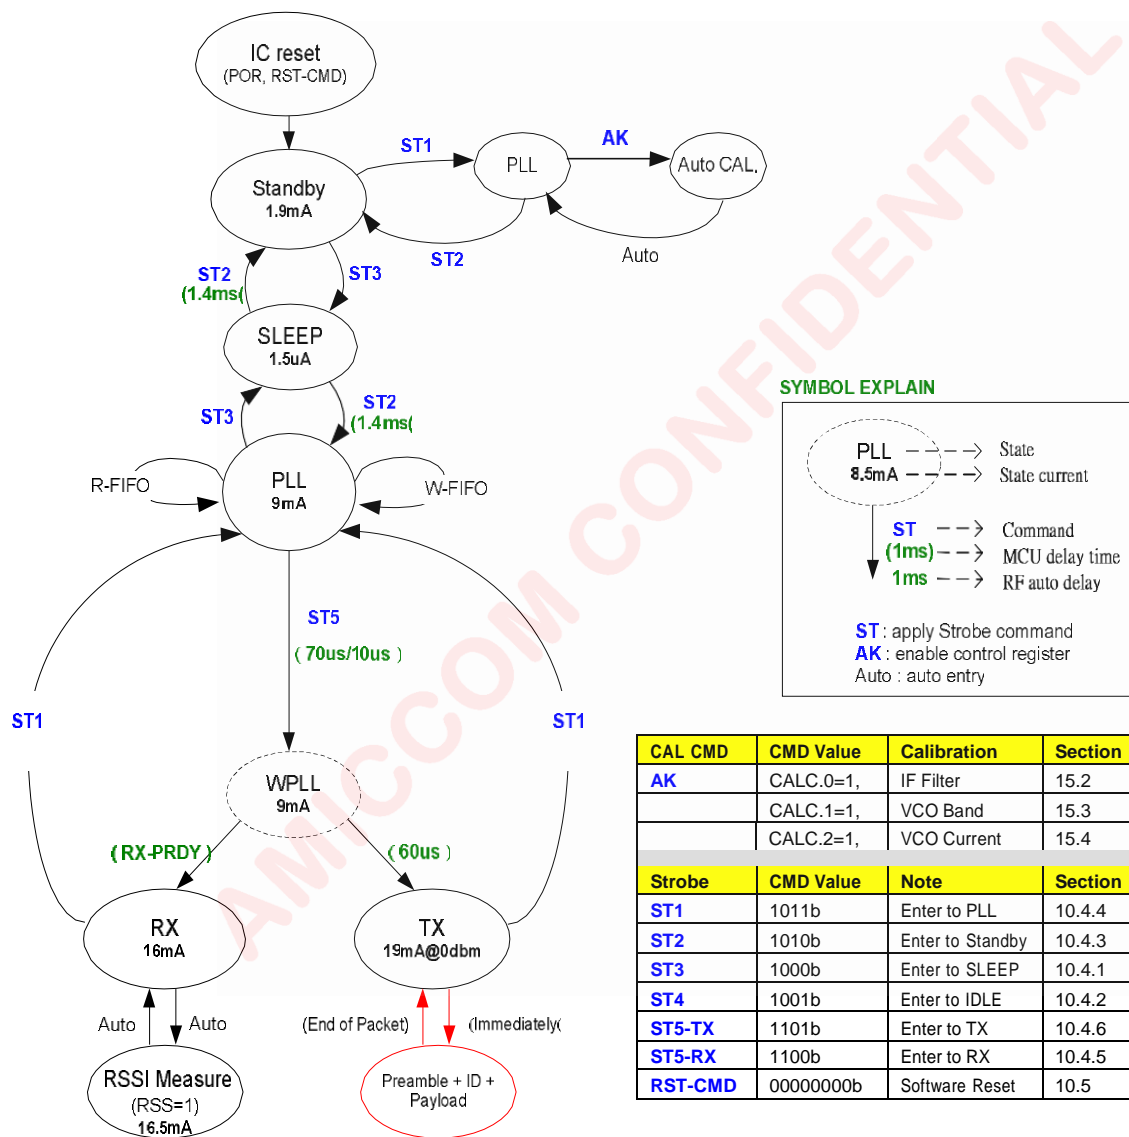 IC reset
(POR, RST-CMD)
ST1
AK
PLL
Auto CAL.
Standby
1.9mA
ST2
Auto
ST2
(1.4ms(
ST3
SLEEP
1.5uA
ST3
ST2
(1.4ms(
R-FIFO
PLL
9mA
W-FIFO
ST5
( 70us/10us )
ST1
ST1
WPLL
9mA
( RX-PRDY)
( 60us )
RX
16mA
TX
19mA@0dbm
Auto
Auto
(End of Packet)
(Immediately(
RSSI Measure
(RSS=1)
16.5mA
Preamble + ID +
Payload
SYMBOL EXPLAIN
PLL
8.5mA
State
State current
ST
Command
(1ms)
MCU delay time
1ms
RF auto delay
ST : apply Strobe command
AK : enable control register
Auto : auto entry
CAL CMD CMD Value Calibration Section
AK CALC.0=1, IF Filter 15.2
CALC.1=1, VCO Band 15.3
CALC.2=1, VCO Current 15.4
Strobe CMD Value Note Section
ST1 1011b Enter to PLL 10.4.4
ST2 1010b Enter to Standby 10.4.3
ST3 1000b Enter to SLEEP 10.4.1
ST4 1001b Enter to IDLE 10.4.2
ST5-TX 1101b Enter to TX 10.4.6
ST5-RX 1100b Enter to RX 10.4.5
RST-CMD 00000000b Software Reset 10.5
AMICCOM CONFIDENTIAL